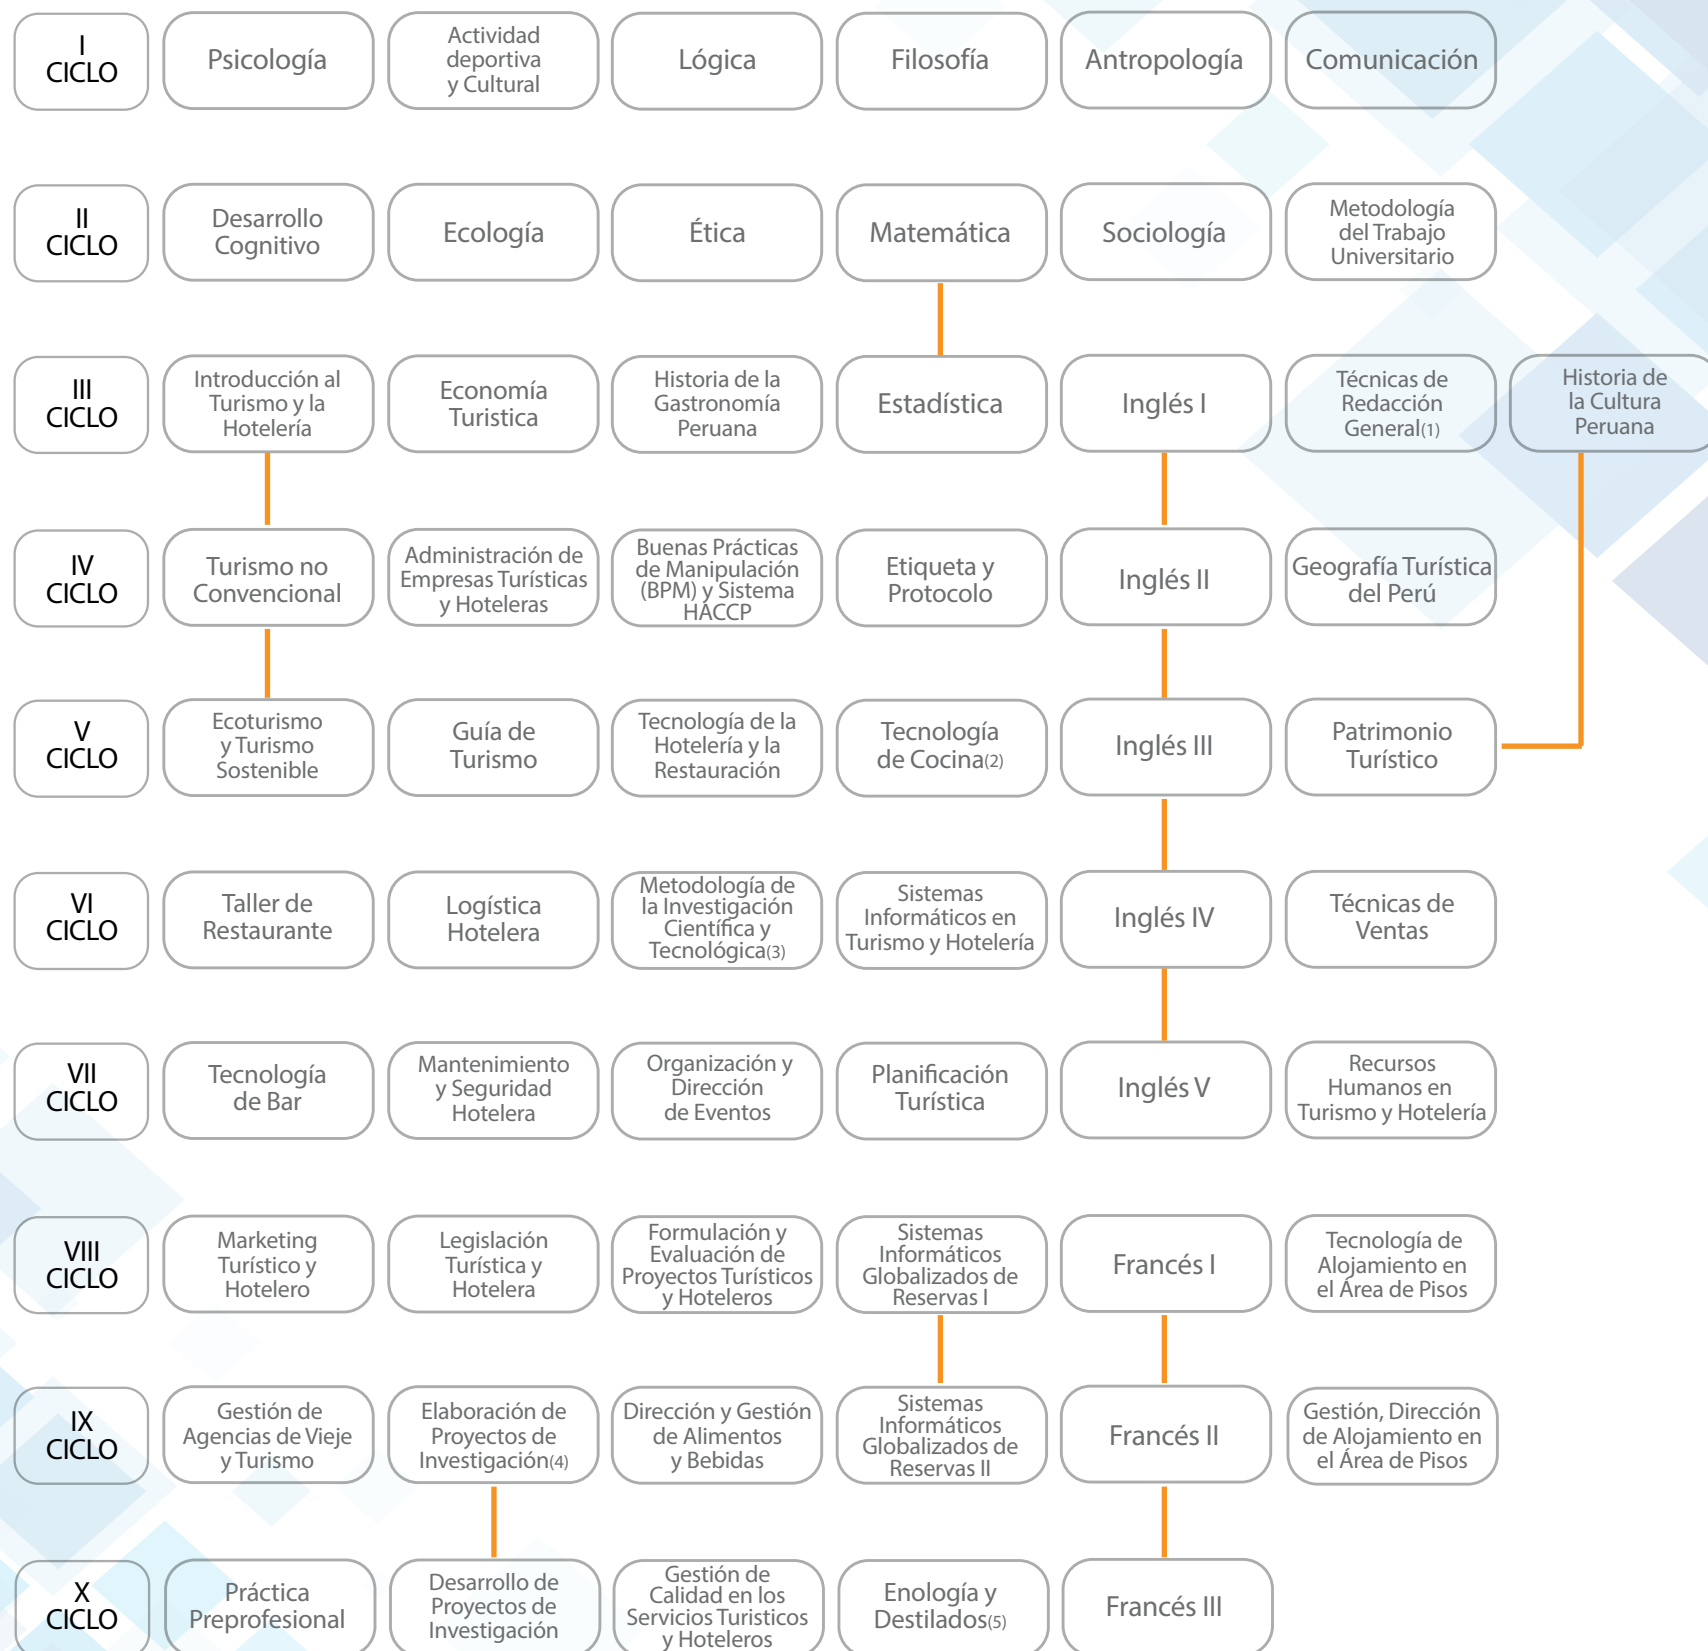 I
CICLO
Psicología
Actividad
deportiva
y Cultural
Lógica
Filosofía
Antropología
Comunicación
II
CICLO
Desarrollo
Cognitivo
Ecología
Ética
Matemática
Sociología
Metodología
del Trabajo
Universitario
III
CICLO
Introducción al
Turismo y la
Hotelería
Economía
Turistica
Historia de la
Gastronomía
Peruana
Estadística
Inglés I
Técnicas de
Redacción
General(1)
Historia de
la Cultura
Peruana
IV
CICLO
Turismo no
Convencional
Administración de
Empresas Turísticas
y Hoteleras
Buenas Prácticas
de Manipulación
(BPM) y Sistema
HACCP
Etiqueta y
Protocolo
Inglés II
Geografía Turística
del Perú
V
CICLO
Ecoturismo
y Turismo
Sostenible
Guía de
Turismo
Tecnología de la
Hotelería y la
Restauración
Tecnología
de Cocina(2)
Inglés III
Patrimonio
Turístico
VI
CICLO
Taller de
Restaurante
Logística
Hotelera
Metodología de
la Investigación
Científica y
Tecnológica(3)
Sistemas
Informáticos en
Turismo y Hotelería
Inglés IV
Técnicas de
Ventas
VII
CICLO
Tecnología
de Bar
Mantenimiento
y Seguridad
Hotelera
Organización y
Dirección
de Eventos
Planificación
Turística
Inglés V
Recursos
Humanos en
Turismo y Hotelería
VIII
CICLO
Marketing
Turístico y
Hotelero
Legislación
Turística y
Hotelera
Formulación y
Evaluación de
Proyectos Turísticos
y Hoteleros
Sistemas
Informáticos
Globalizados de
Reservas I
Francés I
Tecnología de
Alojamiento en
el Área de Pisos
IX
CICLO
Gestión de
Agencias de Vieje
y Turismo
Elaboración de
Proyectos de
Investigación(4)
Dirección y Gestión
de Alimentos
y Bebidas
Sistemas
Informáticos
Globalizados de
Reservas II
Francés II
Gestión, Dirección
de Alojamiento en
el Área de Pisos
X
CICLO
Práctica
Preprofesional
Desarrollo de
Proyectos de
Investigación
Gestión de
Calidad en los
Servicios Turisticos
y Hoteleros
Enología y
Destilados(5)
Francés III